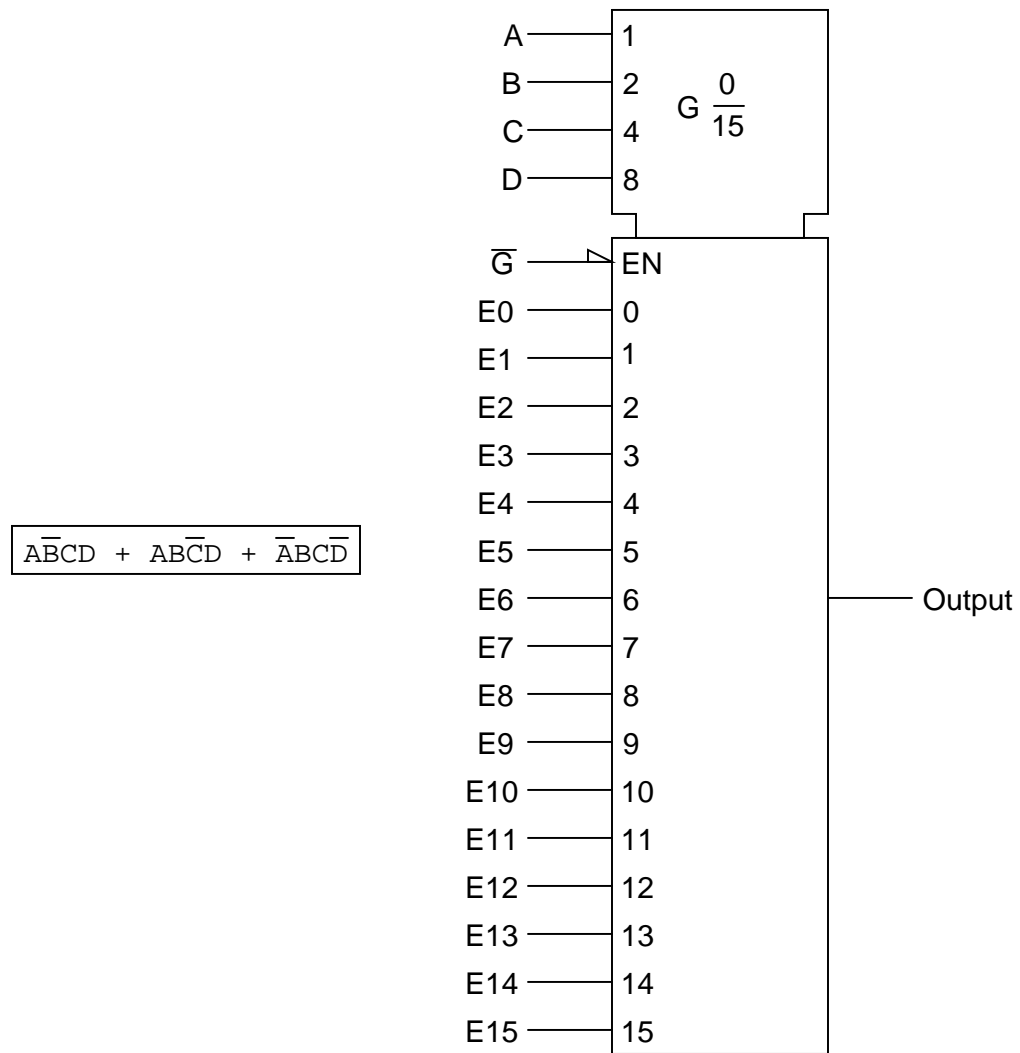 A 1
B 2
G 0/15
C 4
D 8
G̅ EN
E0 0
E1 1
E2 2
E3 3
E4 4
E5 5
AB̅CD + ABC̅D + A̅BCD̅
E6 6
Output
E7 7
E8 8
E9 9
E10 10
E11 11
E12 12
E13 13
E14 14
E15 15